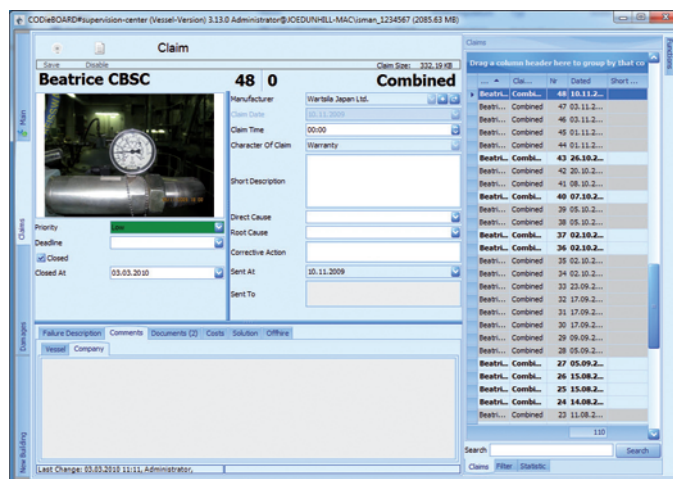 CODieBOARD#supervision-center (Vessel-Version) 3.13.0 Administrator@JOEDUNHILL-MAC\isman_1234567 (2085.63 MB)
Claim
Save Disable Claim Size: 332,19 KB
Beatrice CBSC 48 0 Combined
Manufacturer Wartsila Japan Ltd.
Claim Date 10.11.2009
Claim Time 00:00
Character Of Claim Warranty
Short Description
Direct Cause
Root Cause
Corrective Action
Sent At 10.11.2009
Sent To
Priority Low
Deadline
Closed
Closed At 03.03.2010
Failure Description Comments Documents (2) Costs Solution Offhire
Vessel Company
Last Change: 03.03.2010 11:11, Administrator,
Main
Claims
Damages
New Building
Functions
Claims
Drag a column header here to group by that co
... Clai... Nr Dated Short ...
Beatri... Combi... 48 10.11.2...
Beatri... Combined 47 03.11.2...
Beatri... Combined 46 03.11.2...
Beatri... Combined 45 01.11.2...
Beatri... Combined 44 01.11.2...
Beatri... Combi... 43 26.10.2...
Beatri... Combined 42 20.10.2...
Beatri... Combined 41 08.10.2...
Beatri... Combi... 40 07.10.2...
Beatri... Combined 39 05.10.2...
Beatri... Combined 38 05.10.2...
Beatri... Combi... 37 02.10.2...
Beatri... Combi... 36 02.10.2...
Beatri... Combined 35 02.10.2...
Beatri... Combined 34 02.10.2...
Beatri... Combined 33 23.09.2...
Beatri... Combined 32 17.09.2...
Beatri... Combined 31 17.09.2...
Beatri... Combined 30 17.09.2...
Beatri... Combined 29 09.09.2...
Beatri... Combined 28 05.09.2...
Beatri... Combi... 27 05.09.2...
Beatri... Combi... 26 15.08.2...
Beatri... Combi... 25 15.08.2...
Beatri... Combi... 24 14.08.2...
Beatri... Combined 23 11.08.2...
110
Search Search
Claims Filter Statistic